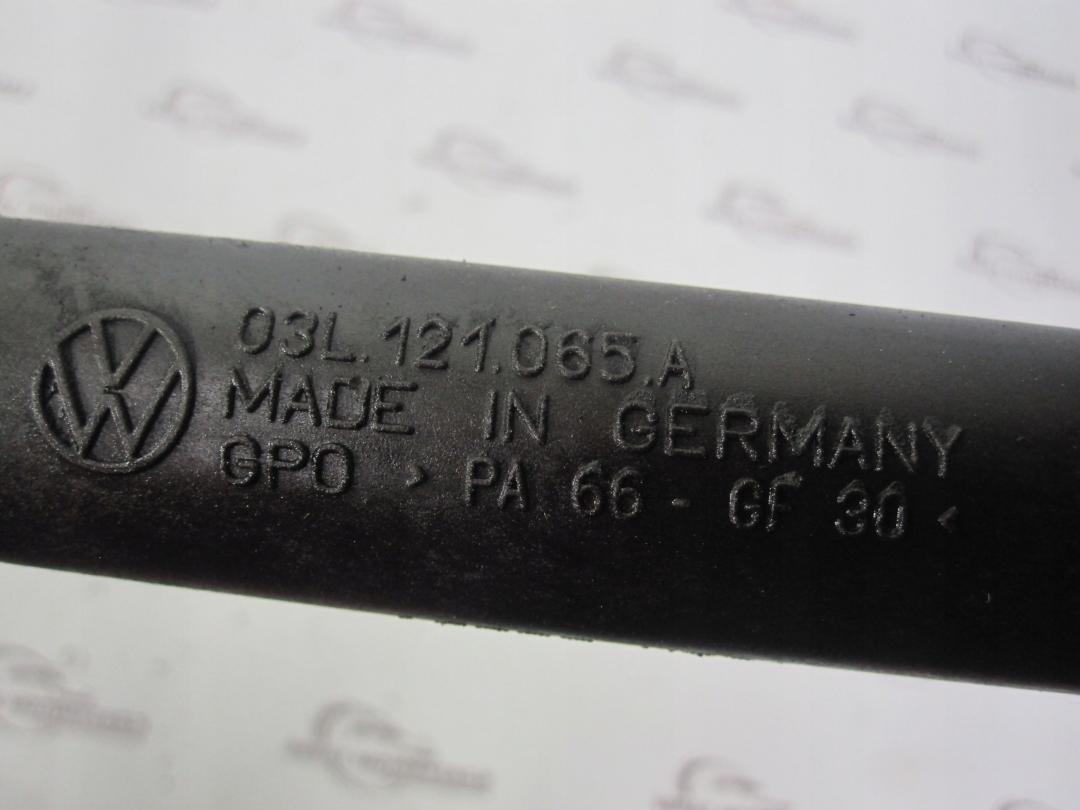 03L.121.065.A
MADE IN GERMANY
GPO > PA 66 - GF 30 <